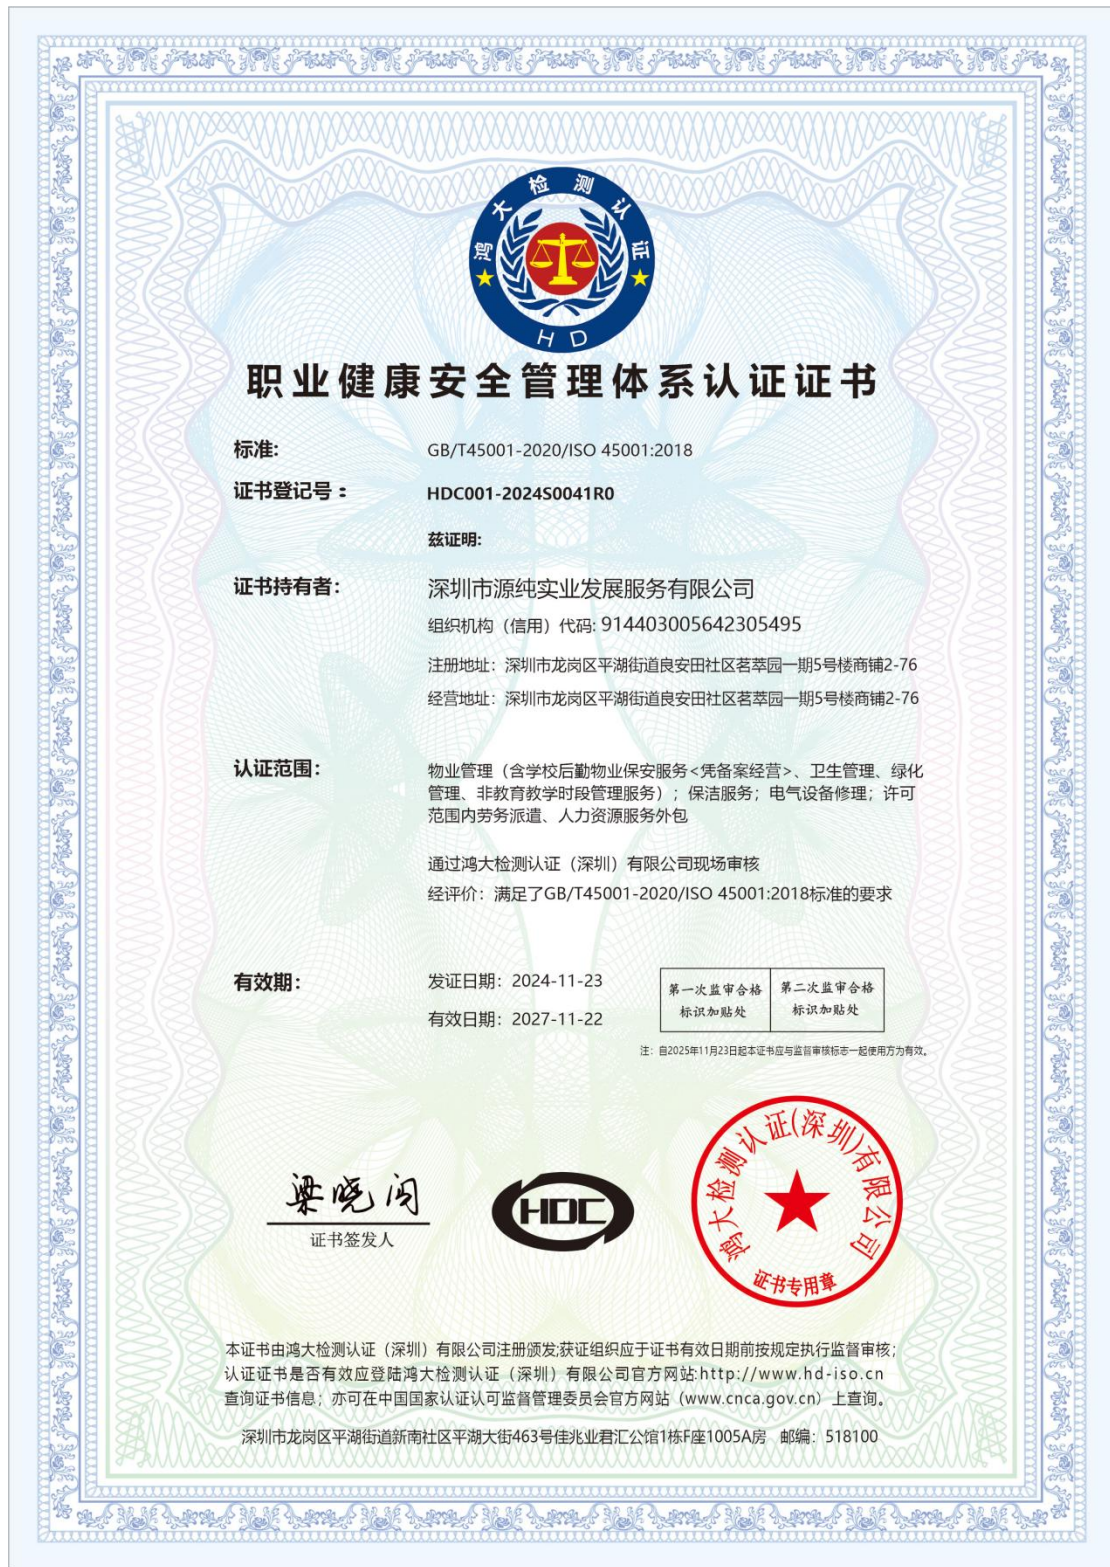 鸿大检测认证
HD
职业健康安全管理体系认证证书
标准: GB/T45001-2020/ISO 45001:2018
证书登记号： HDC001-2024S0041R0
兹证明:
证书持有者: 深圳市源纯实业发展服务有限公司
组织机构（信用）代码: 914403005642305495
注册地址：深圳市龙岗区平湖街道良安田社区茗萃园一期5号楼商铺2-76
经营地址：深圳市龙岗区平湖街道良安田社区茗萃园一期5号楼商铺2-76
认证范围: 物业管理（含学校后勤物业保安服务<凭备案经营>、卫生管理、绿化
管理、非教育教学时段管理服务）；保洁服务；电气设备修理；许可
范围内劳务派遣、人力资源服务外包
通过鸿大检测认证（深圳）有限公司现场审核
经评价：满足了GB/T45001-2020/ISO 45001:2018标准的要求
有效期: 发证日期：2024-11-23
有效日期：2027-11-22
第一次监审合格
标识加贴处
第二次监审合格
标识加贴处
注：自2025年11月23日起本证书应与监督审核标志一起使用方为有效。
证书签发人
HDC
鸿大检测认证(深圳)有限公司
证书专用章
本证书由鸿大检测认证（深圳）有限公司注册颁发;获证组织应于证书有效日期前按规定执行监督审核;
认证证书是否有效应登陆鸿大检测认证（深圳）有限公司官方网站:http://www.hd-iso.cn
查询证书信息；亦可在中国国家认证认可监督管理委员会官方网站（www.cnca.gov.cn）上查询。
深圳市龙岗区平湖街道新南社区平湖大街463号佳兆业君汇公馆1栋F座1005A房 邮编：518100